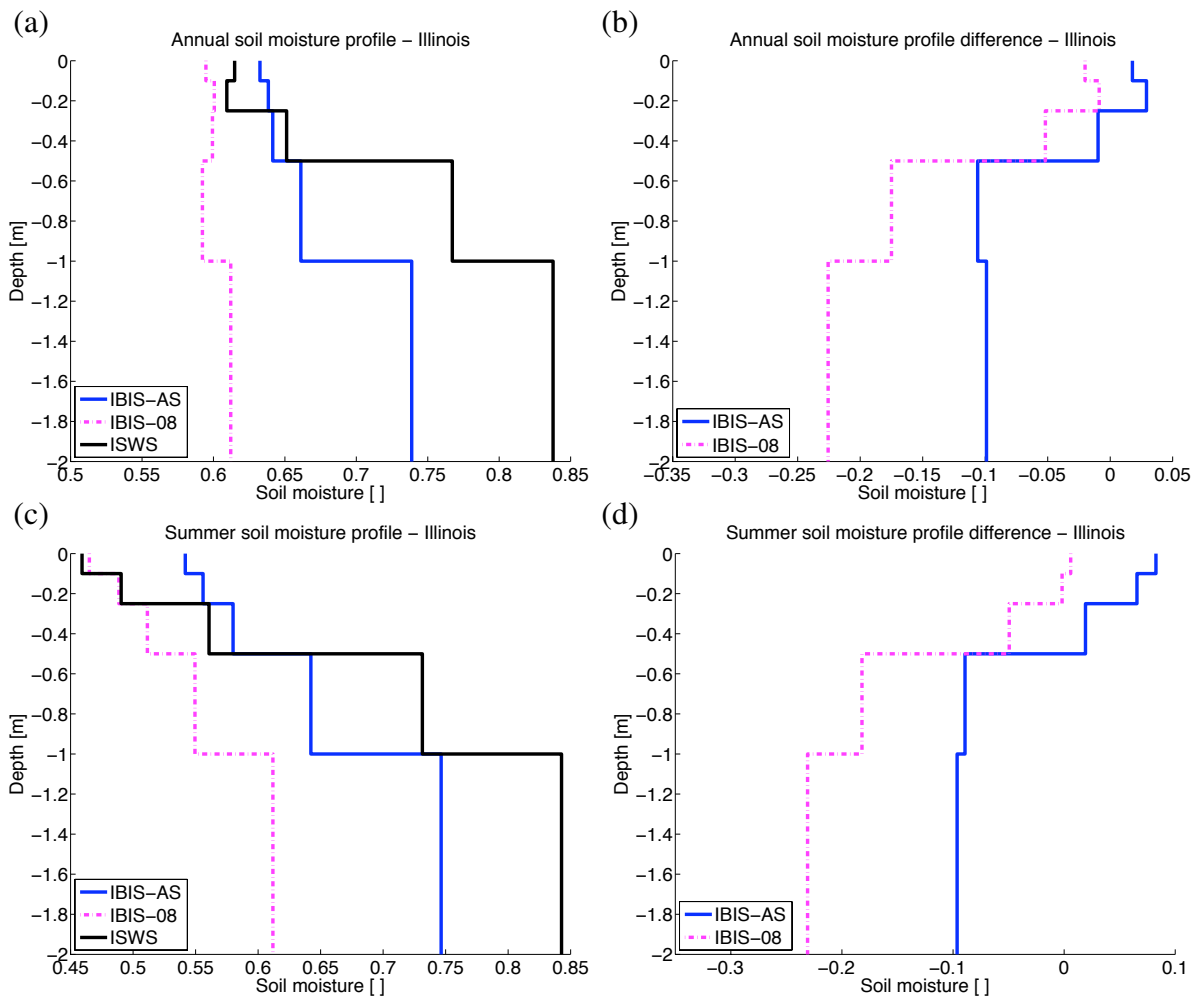 (a)
Annual soil moisture profile − Illinois
0
−0.2
−0.4
−0.6
−0.8
−1
−1.2
−1.4
−1.6
−1.8
−2
Depth [m]
IBIS−AS
IBIS−08
ISWS
0.5 0.55 0.6 0.65 0.7 0.75 0.8 0.85
Soil moisture [ ]
(b)
Annual soil moisture profile difference − Illinois
0
−0.2
−0.4
−0.6
−0.8
−1
−1.2
−1.4
−1.6
−1.8
−2
Depth [m]
IBIS−AS
IBIS−08
−0.35 −0.3 −0.25 −0.2 −0.15 −0.1 −0.05 0 0.05
Soil moisture [ ]
(c)
Summer soil moisture profile − Illinois
0
−0.2
−0.4
−0.6
−0.8
−1
−1.2
−1.4
−1.6
−1.8
−2
Depth [m]
IBIS−AS
IBIS−08
ISWS
0.45 0.5 0.55 0.6 0.65 0.7 0.75 0.8 0.85
Soil moisture [ ]
(d)
Summer soil moisture profile difference − Illinois
0
−0.2
−0.4
−0.6
−0.8
−1
−1.2
−1.4
−1.6
−1.8
−2
Depth [m]
IBIS−AS
IBIS−08
−0.3 −0.2 −0.1 0 0.1
Soil moisture [ ]